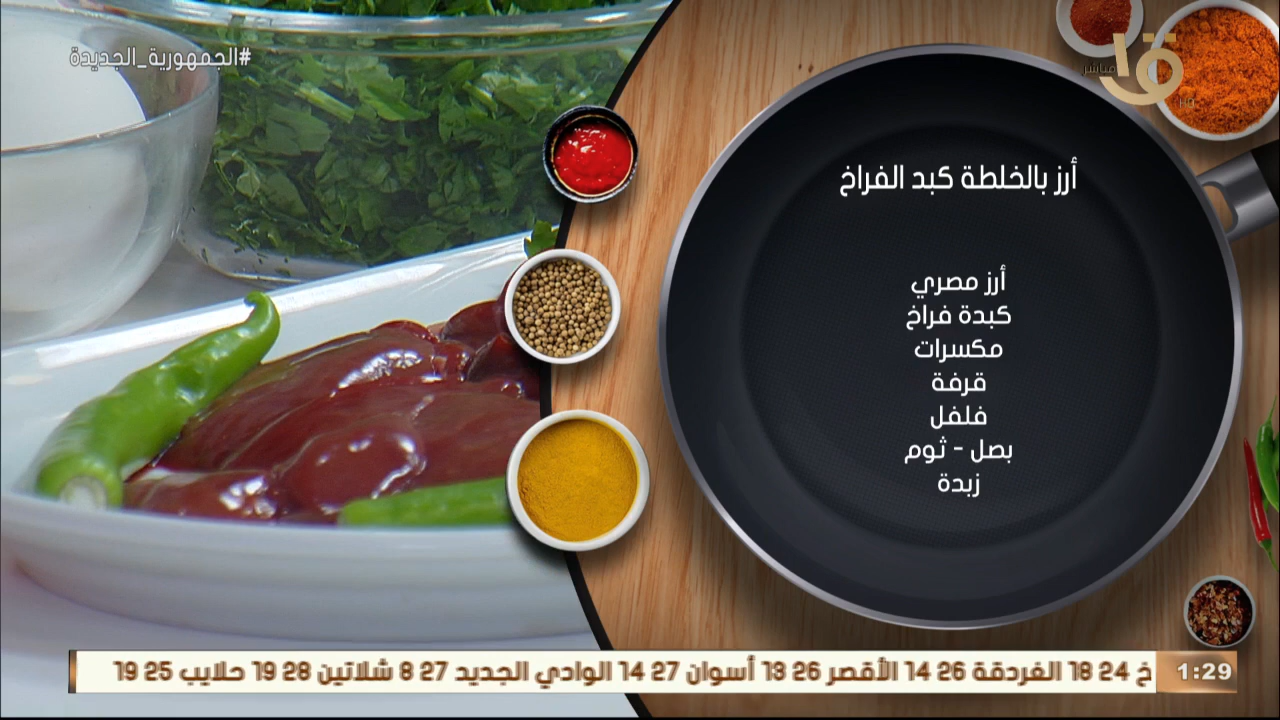 #الجمهورية_الجديدة
مباشر
HD
أرز بالخلطة كبد الفراخ
أرز مصري
كبدة فراخ
مكسرات
قرفة
فلفل
بصل - ثوم
زبدة
1:29
خ 24 18 الغردقة 26 14 الأقصر 26 13 أسوان 27 14 الوادي الجديد 27 8 شلاتين 28 19 حلايب 25 19